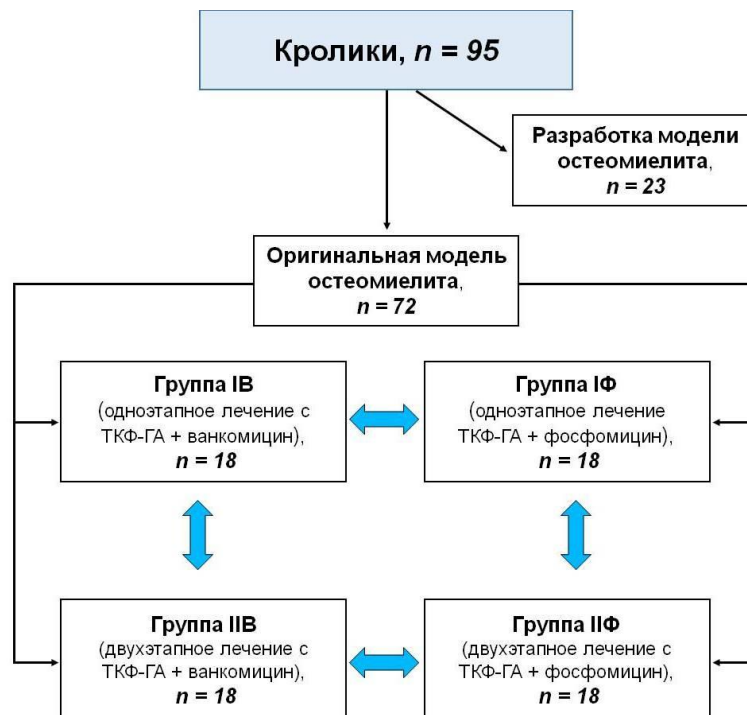 Кролики, n = 95
Разработка модели
остеомиелита,
n = 23
Оригинальная модель
остеомиелита,
n = 72
Группа IВ
(одноэтапное лечение с
ТКФ-ГА + ванкомицин),
n = 18
Группа IФ
(одноэтапное лечение
ТКФ-ГА + фосфомицин),
n = 18
Группа IIВ
(двухэтапное лечение с
ТКФ-ГА + ванкомицин),
n = 18
Группа IIФ
(двухэтапное лечение с
ТКФ-ГА + фосфомицин),
n = 18